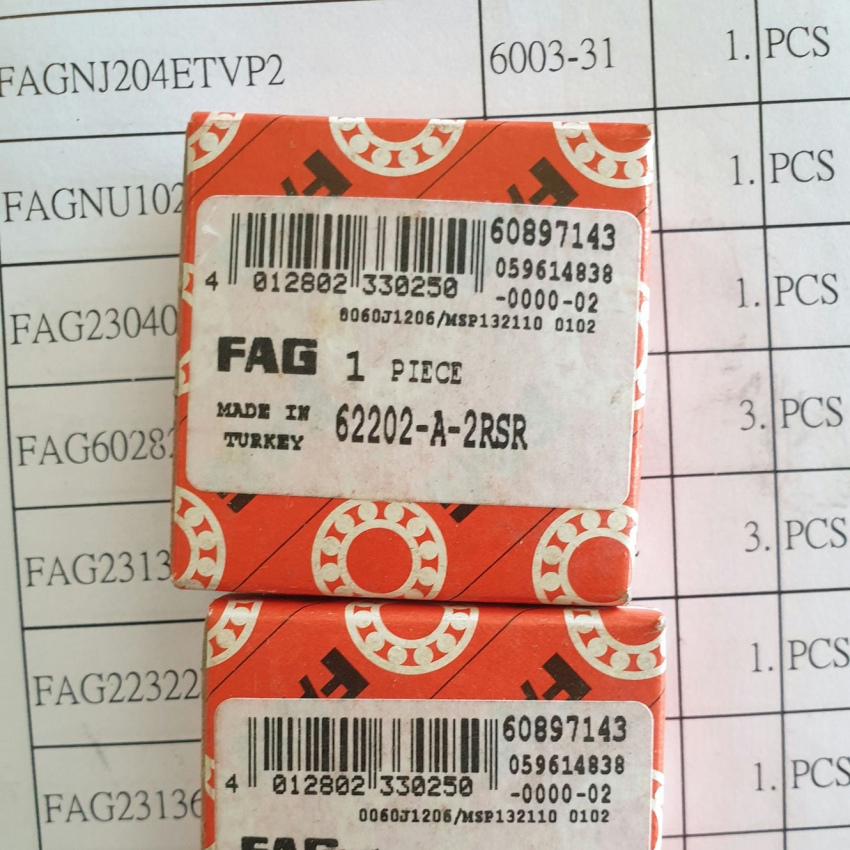 FAGNJ204ETVP2 6003-31 1. PCS
FAGNU102 1. PCS
FAG23040 1. PCS
FAG6028 3. PCS
FAG2313 3. PCS
FAG22322 1. PCS
FAG23136 1. PCS
60897143
059614838
4 012802 330250 -0000-02
0060J1206/MSP132110 0102
FAG 1 PIECE
MADE IN
TURKEY
62202-A-2RSR
60897143
059614838
4 012802 330250 -0000-02
0060J1206/MSP132110 0102
FAG